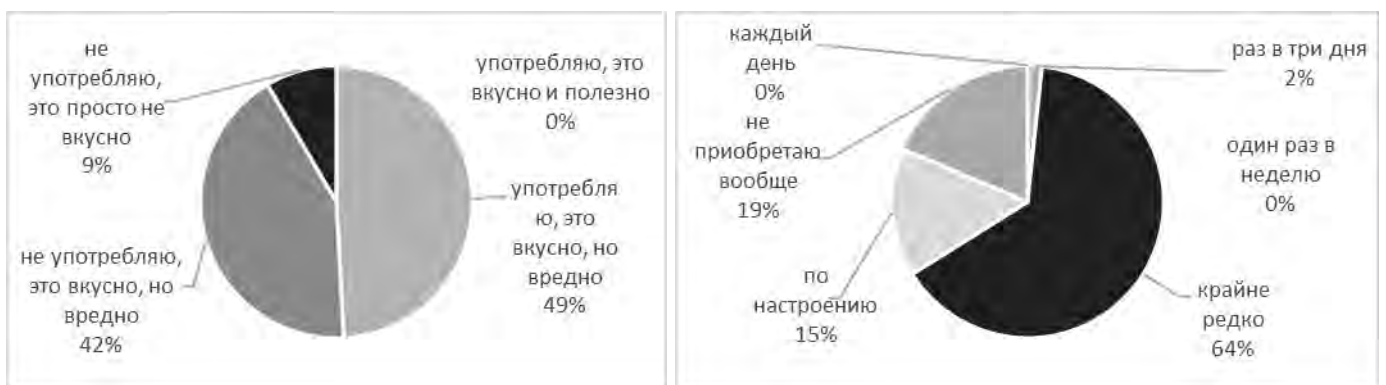 не
употребляю,
это просто не
вкусно
9%
употребляю, это
вкусно и полезно
0%
употребля
ю, это
вкусно, но
вредно
49%
не употребляю,
это вкусно, но
вредно
42%
каждый
день
0%
не
приобретаю
вообще
19%
раз в три дня
2%
один раз в
неделю
0%
по
настроению
15%
крайне
редко
64%